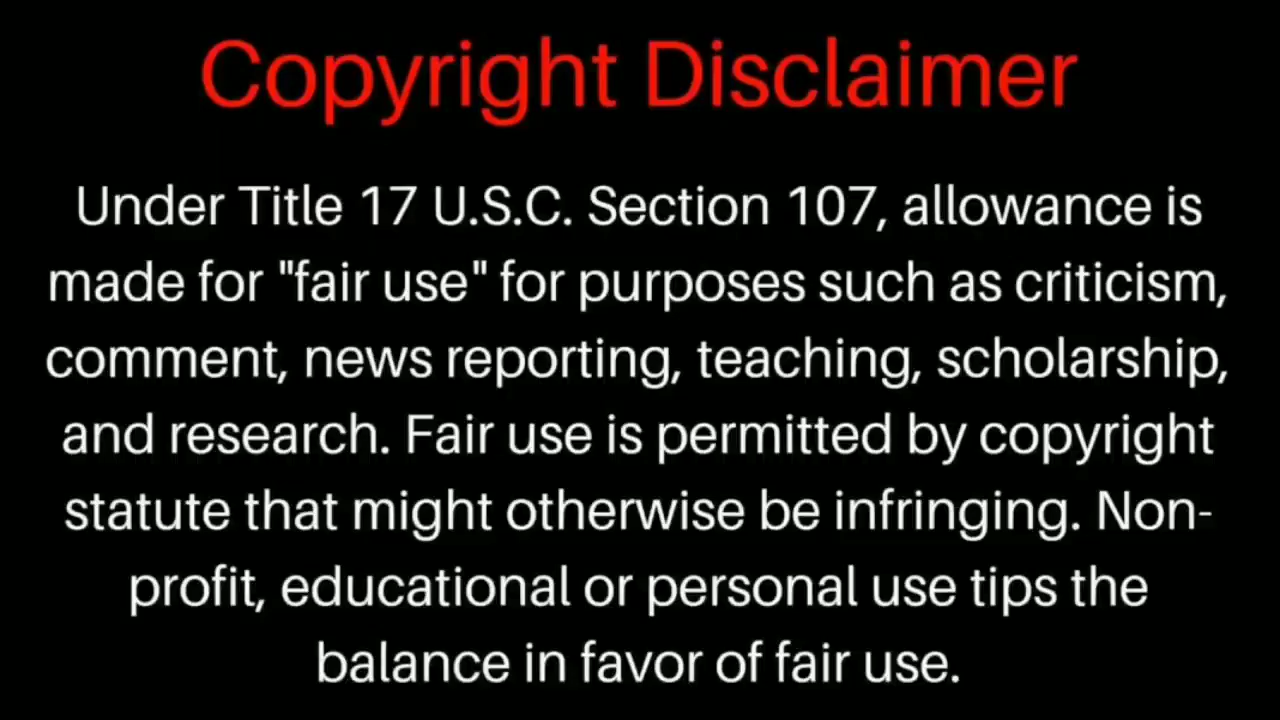 Copyright Disclaimer
Under Title 17 U.S.C. Section 107, allowance is
made for "fair use" for purposes such as criticism,
comment, news reporting, teaching, scholarship,
and research. Fair use is permitted by copyright
statute that might otherwise be infringing. Non-
profit, educational or personal use tips the
balance in favor of fair use.